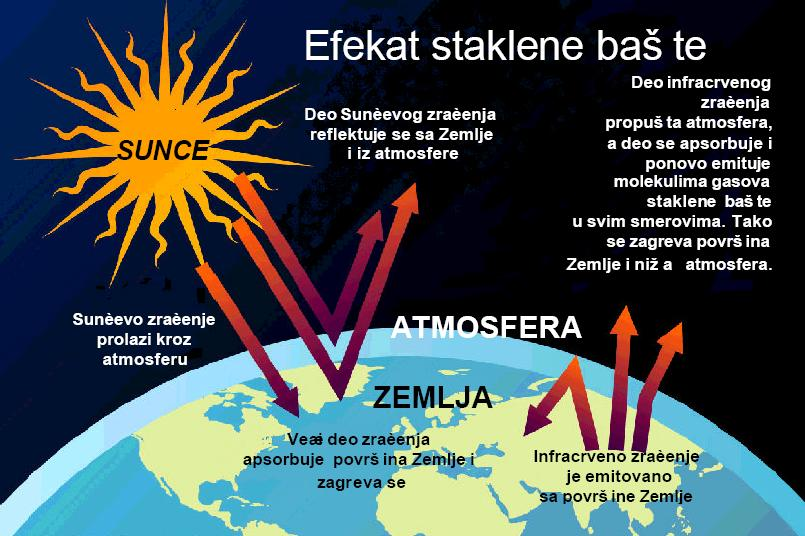 Efekat staklene baš te
SUNCE
Deo Sunèevog zraèenja
reflektuje se sa Zemlje
i iz atmosfere
Deo infracrvenog
zraèenja
propuš ta atmosfera,
a deo se apsorbuje i
ponovo emituje
molekulima gasova
staklene baš te
u svim smerovima. Tako
se zagreva površ ina
Zemlje i niž a atmosfera.
Sunèevo zraèenje
prolazi kroz
atmosferu
ATMOSFERA
ZEMLJA
deo zraèenja
apsorbuje površ ina Zemlje i
zagreva se
Infracrveno zraèenje
je emitovano
sa površ ine Zemlje